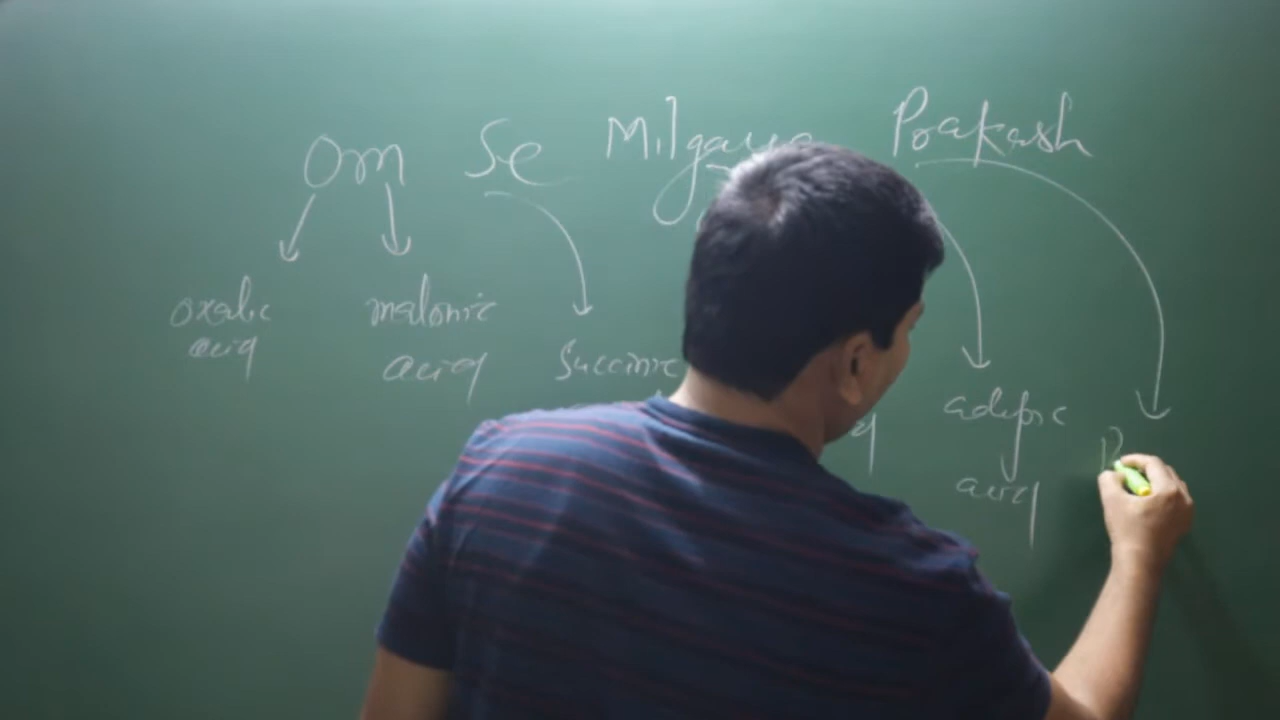 Om Se Milgaya Prakash
oxalic malonic Succinic adipic
acid acid acid